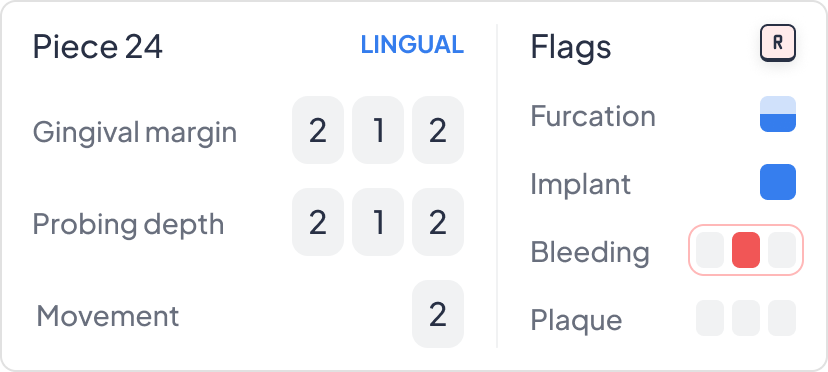 Piece 24 LINGUAL
Gingival margin 2 1 2
Probing depth 2 1 2
Movement 2
Flags R
Furcation
Implant
Bleeding
Plaque